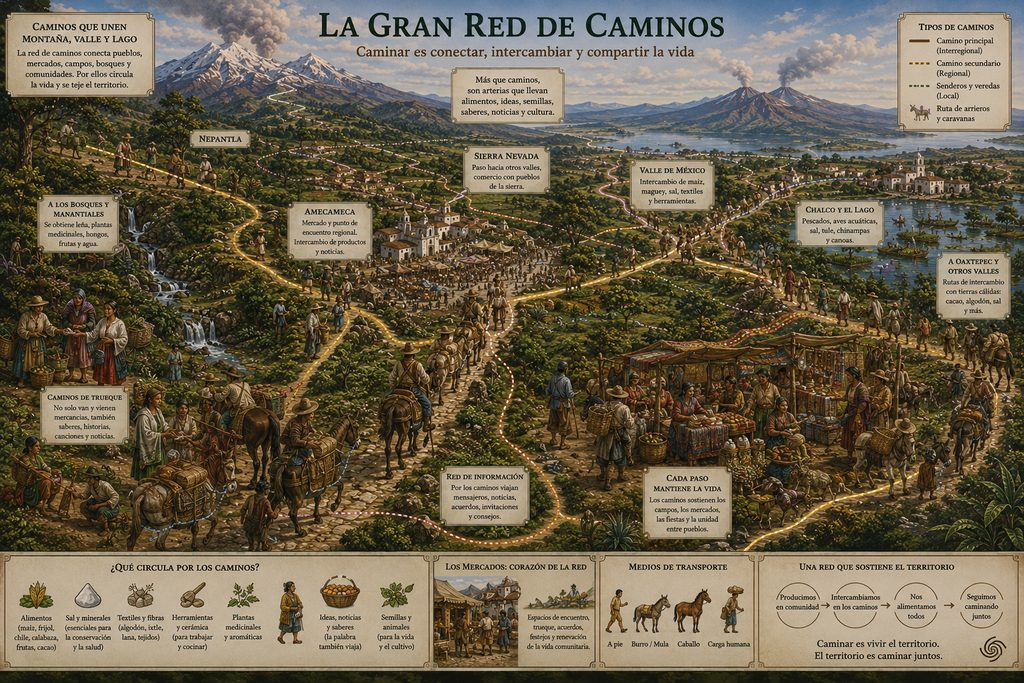 LA GRAN RED DE CAMINOS
Caminar es conectar, intercambiar y compartir la vida
CAMINOS QUE UNEN
MONTAÑA, VALLE Y LAGO
La red de caminos conecta pueblos,
mercados, campos, bosques y
comunidades. Por ellos circula
la vida y se teje el territorio.
Más que caminos,
son arterias que llevan
alimentos, ideas, semillas,
saberes, noticias y cultura.
TIPOS DE CAMINOS
Camino principal
(Interregional)
Camino secundario
(Regional)
Senderos y veredas
(Local)
Ruta de arrieros
y caravanas
NEPANTLA
SIERRA NEVADA
Paso hacia otros valles,
comercio con pueblos
de la sierra.
VALLE DE MÉXICO
Intercambio de maíz,
maguey, sal, textiles
y herramientas.
A LOS BOSQUES Y
MANANTIALES
Se obtiene leña, plantas
medicinales, hongos,
frutas y agua.
AMECAMECA
Mercado y punto de
encuentro regional.
Intercambio de productos
y noticias.
CHALCO Y EL LAGO
Pescados, aves acuáticas,
sal, tule, chinampas
y canoas.
A OAXTEPEC Y
OTROS VALLES
Rutas de intercambio
con tierras cálidas:
cacao, algodón, sal
y más.
CAMINOS DE TRUEQUE
No solo van y vienen
mercancías, también
saberes, historias,
canciones y noticias.
RED DE INFORMACIÓN
Por los caminos viajan
mensajeros, noticias,
acuerdos, invitaciones
y consejos.
CADA PASO
MANTIENE LA VIDA
Los caminos sostienen
los campos, los mercados,
las fiestas y la unidad
entre pueblos.
¿QUÉ CIRCULA POR LOS CAMINOS?
Alimentos
(maíz, frijol,
chile, calabaza,
frutas, cacao)
Sal y minerales
(esenciales para
la conservación
y la salud)
Textiles y fibras
(algodón, ixtle,
lana, tejidos)
Herramientas
y cerámica
(para trabajar
y cocinar)
Plantas
medicinales
y aromáticas
Ideas, noticias
y saberes
(la palabra
también viaja)
Semillas y
animales
(para la vida
y el cultivo)
LOS MERCADOS: CORAZÓN DE LA RED
Espacios de encuentro,
trueque, acuerdos,
festejos y renovación
de la vida comunitaria.
MEDIOS DE TRANSPORTE
A pie
Burro / Mula
Caballo
Carga humana
UNA RED QUE SOSTIENE EL TERRITORIO
Producimos
en comunidad
Intercambiamos
en los caminos
Nos
alimentamos
todos
Seguimos
caminando
juntos
Caminar es vivir el territorio.
El territorio es caminar juntos.